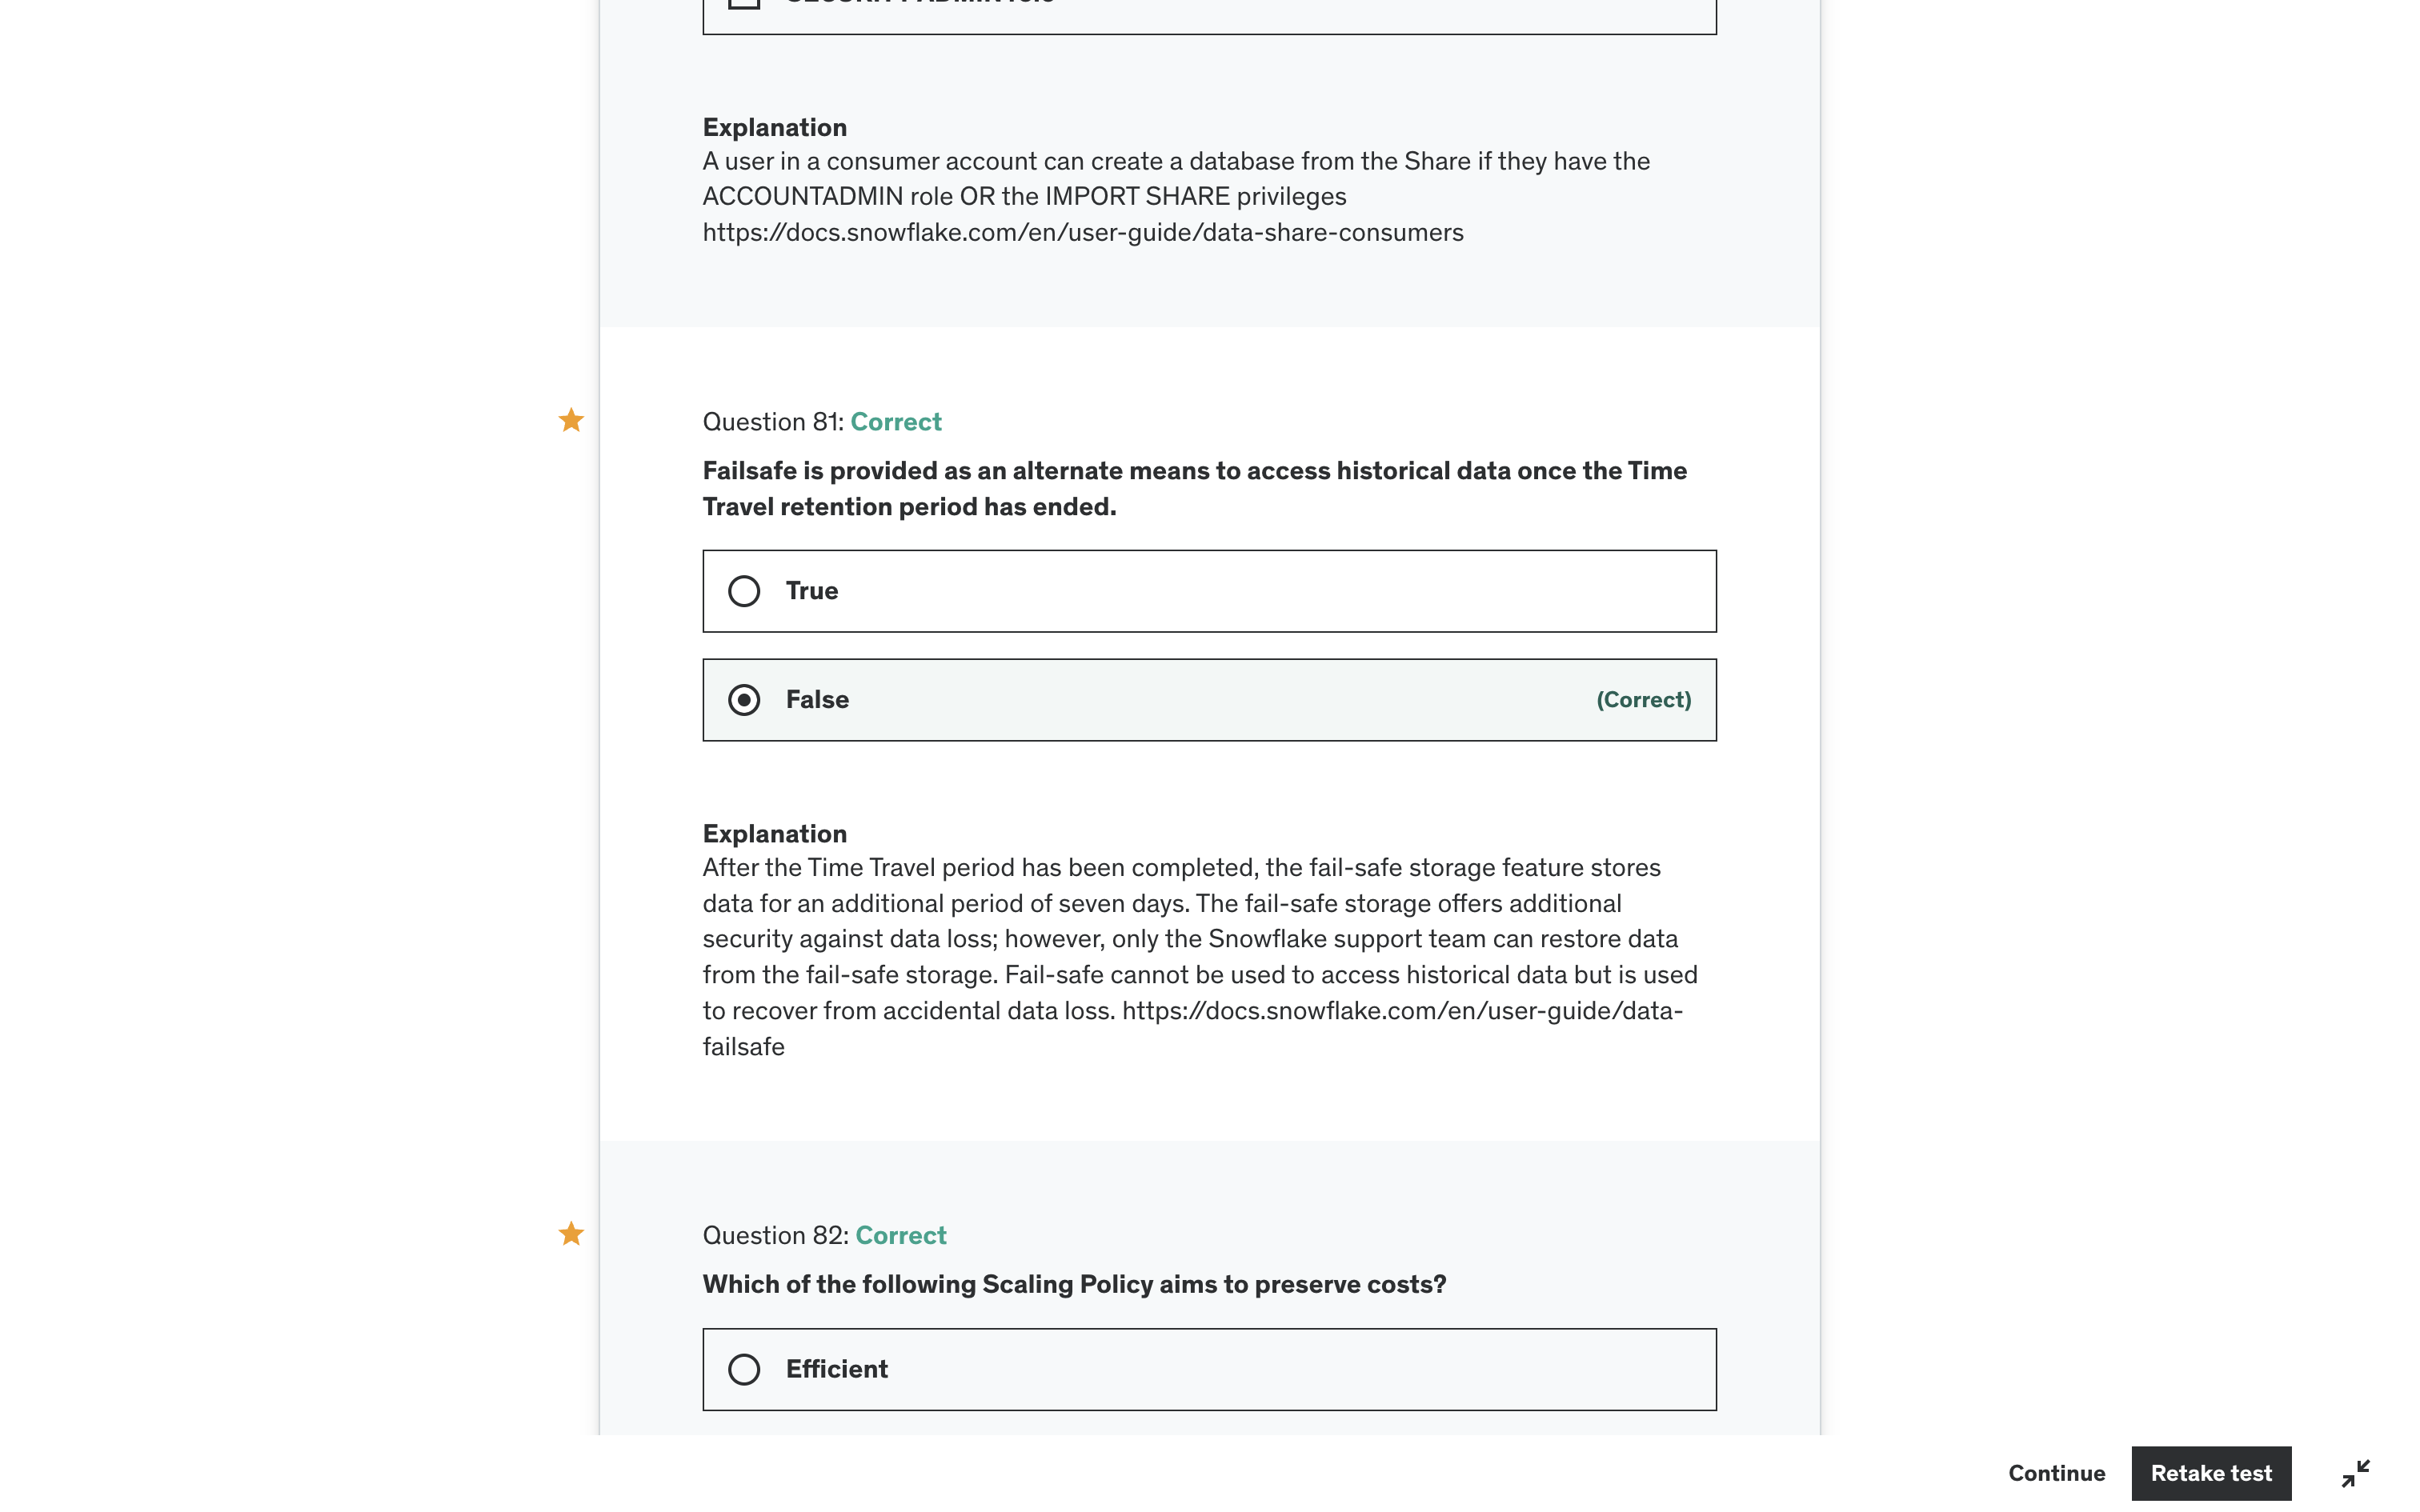 Explanation
A user in a consumer account can create a database from the Share if they have the
ACCOUNTADMIN role OR the IMPORT SHARE privileges
https://docs.snowflake.com/en/user-guide/data-share-consumers
Question 81: Correct
Failsafe is provided as an alternate means to access historical data once the Time
Travel retention period has ended.
True
False (Correct)
Explanation
After the Time Travel period has been completed, the fail-safe storage feature stores
data for an additional period of seven days. The fail-safe storage offers additional
security against data loss; however, only the Snowflake support team can restore data
from the fail-safe storage. Fail-safe cannot be used to access historical data but is used
to recover from accidental data loss. https://docs.snowflake.com/en/user-guide/data-
failsafe
Question 82: Correct
Which of the following Scaling Policy aims to preserve costs?
Efficient
Continue Retake test